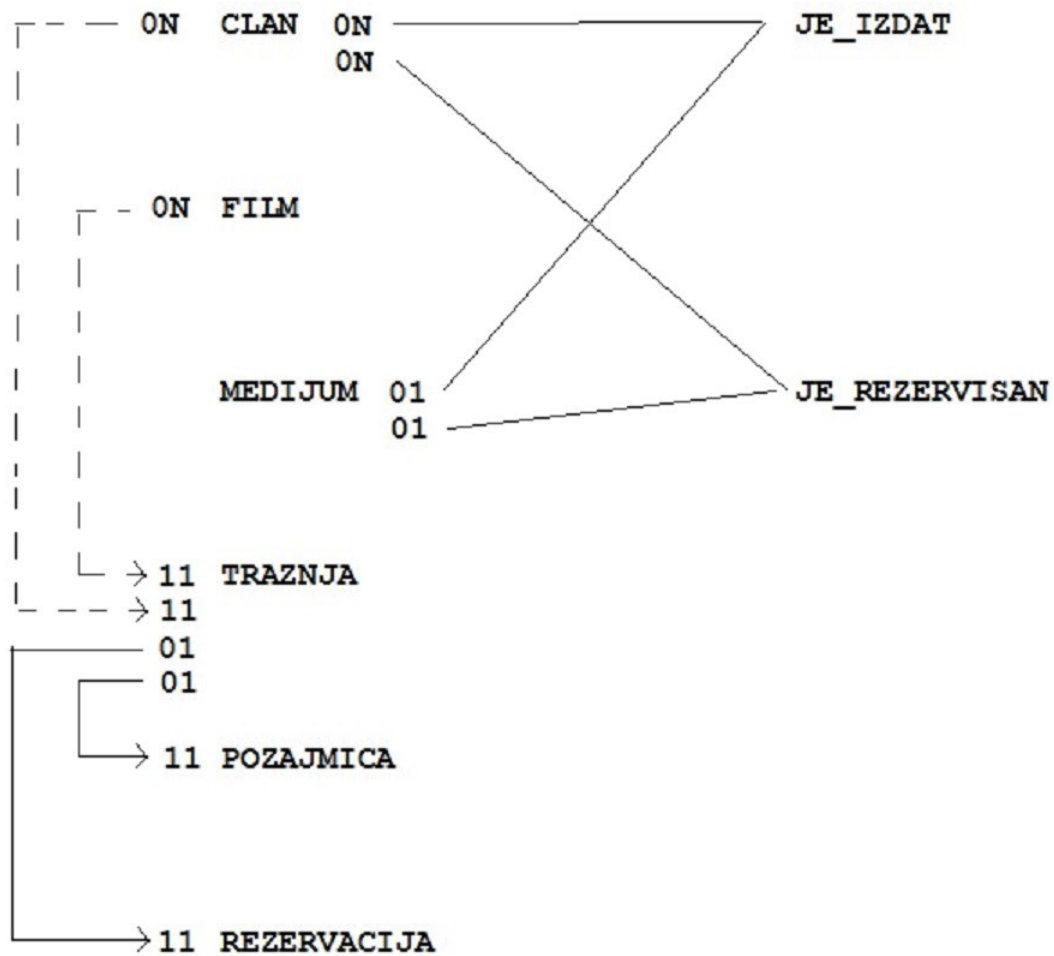 0N CLAN 0N JE_IZDAT
0N
0N FILM
MEDIJUM 01 JE_REZERVISAN
01
11 TRAZNJA
11
01
01
11 POZAJMICA
11 REZERVACIJA